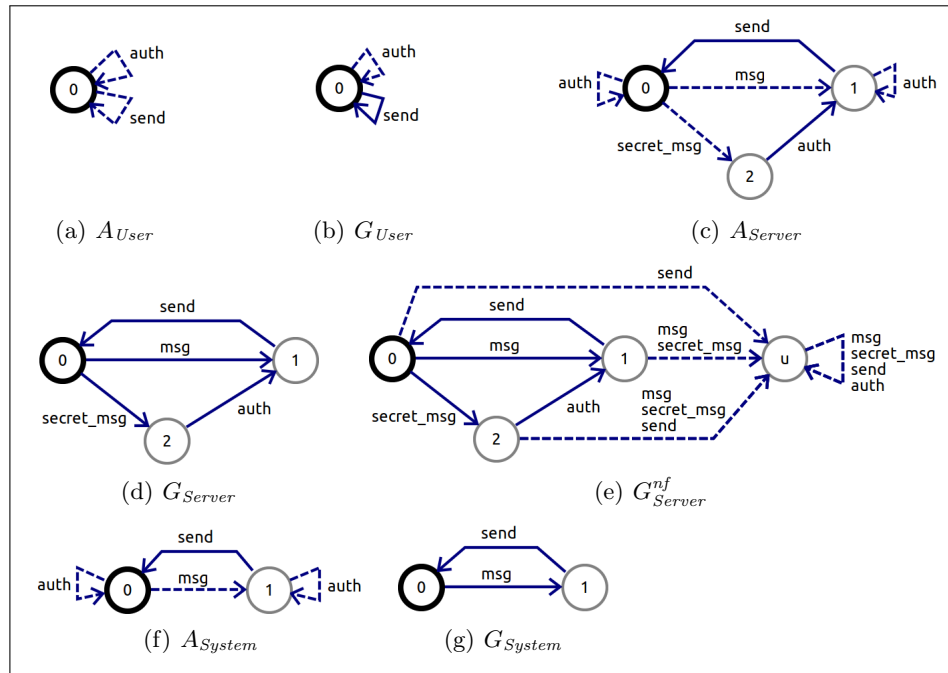 auth
0
send
(a) A_User
auth
0
send
(b) G_User
send
auth
0
msg
1
auth
secret_msg
auth
2
(c) A_Server
send
0
msg
1
secret_msg
auth
2
(d) G_Server
send
send
0
msg
1
msg
secret_msg
u
msg
secret_msg
send
auth
secret_msg
auth
2
msg
secret_msg
send
(e) G^nf_Server
send
auth
0
msg
1
auth
(f) A_System
send
0
msg
1
(g) G_System